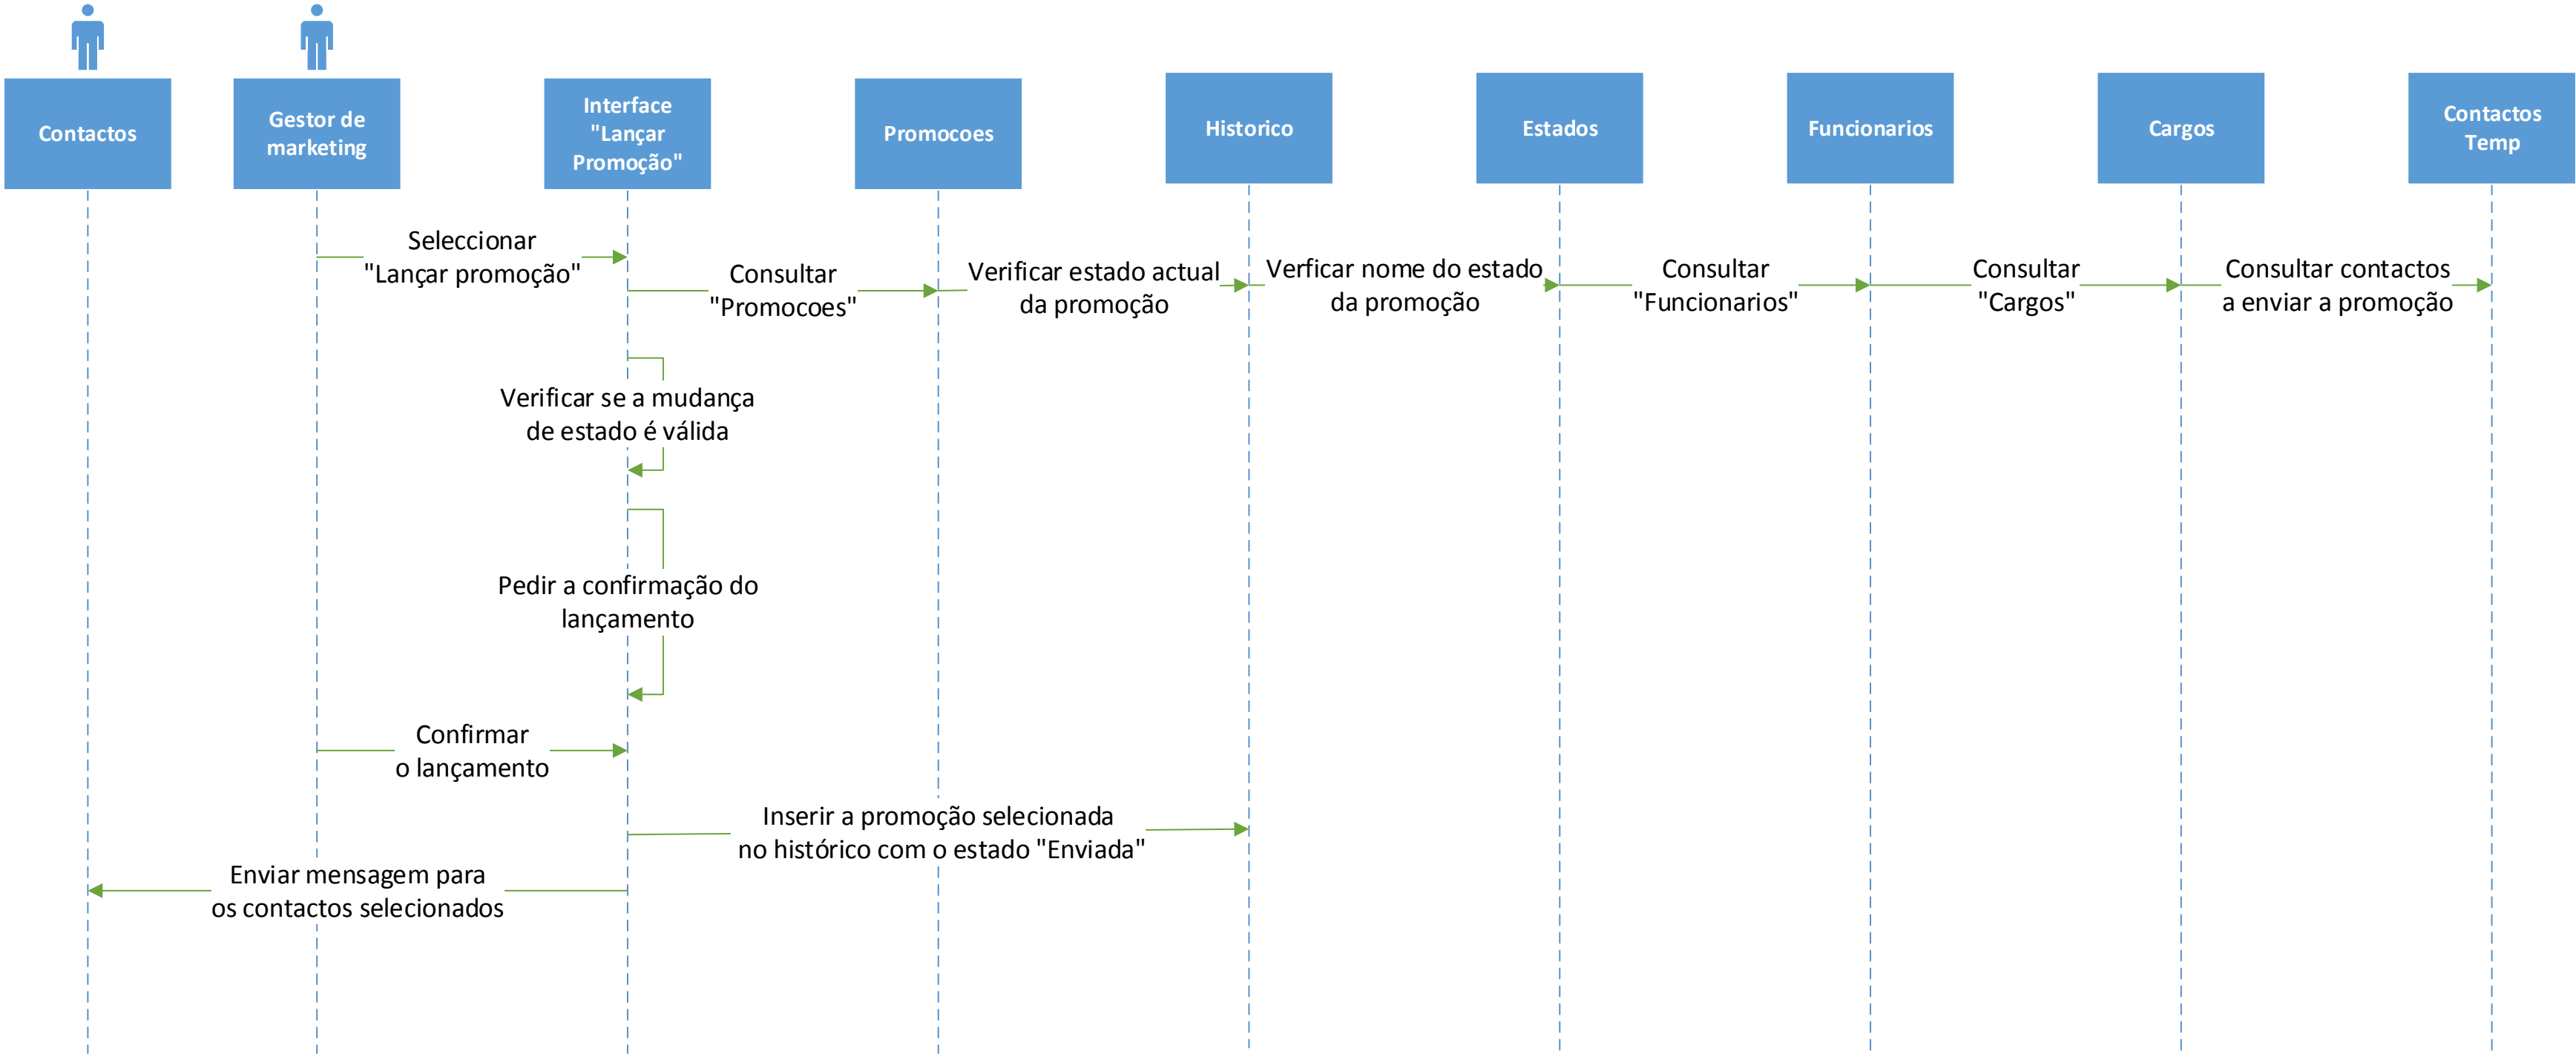 Contactos
Gestor de
marketing
Interface
"Lançar
Promoção"
Promocoes
Historico
Estados
Funcionarios
Cargos
Contactos
Temp
Seleccionar
"Lançar promoção"
Consultar
"Promocoes"
Verificar estado actual
da promoção
Verficar nome do estado
da promoção
Consultar
"Funcionarios"
Consultar
"Cargos"
Consultar contactos
a enviar a promoção
Verificar se a mudança
de estado é válida
Pedir a confirmação do
lançamento
Confirmar
o lançamento
Inserir a promoção selecionada
no histórico com o estado "Enviada"
Enviar mensagem para
os contactos selecionados